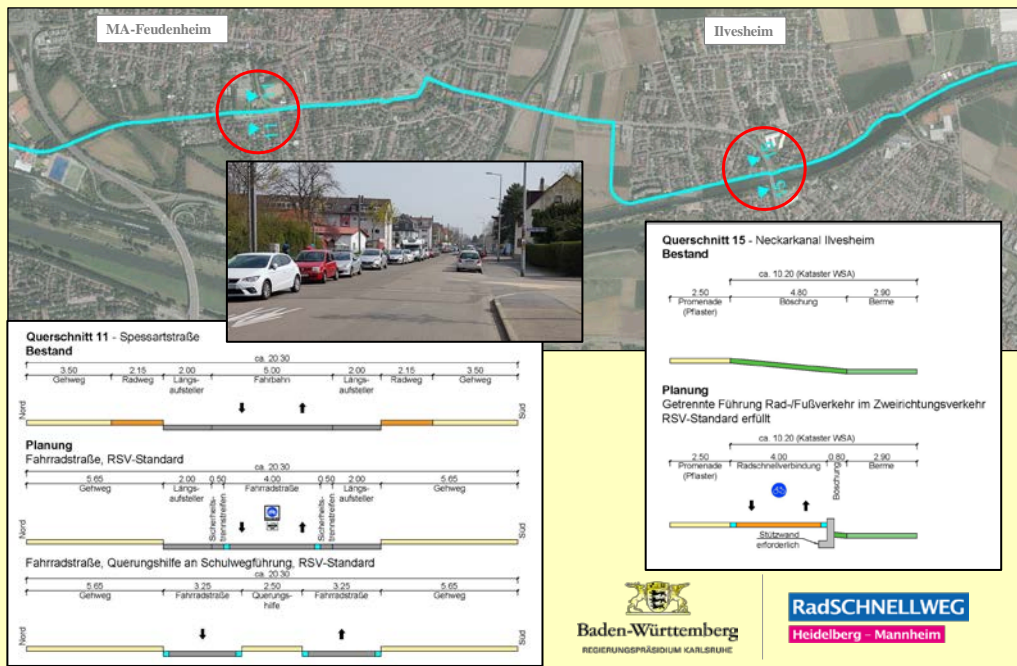 MA-Feudenheim
Ilvesheim
Querschnitt 11 - Spessartstraße
Bestand
ca. 20.30
3.50 2.15 2.00 5.00 2.00 2.15 3.50
Gehweg Radweg Längs- Fahrbahn Längs- Radweg Gehweg
aufsteller aufsteller
Nord Süd
Planung
Fahrradstraße, RSV-Standard
ca. 20.30
5.65 2.00 0.50 4.00 0.50 2.00 5.65
Gehweg Längs- Fahrradstraße Längs- Gehweg
aufsteller aufsteller
Sicherheits-
trennstreifen
Sicherheits-
trennstreifen
Nord Süd
Fahrradstraße, Querungshilfe an Schulwegführung, RSV-Standard
ca. 20.30
5.65 3.25 2.50 3.25 5.65
Gehweg Fahrradstraße Querungs- Fahrradstraße Gehweg
hilfe
Nord Süd
Querschnitt 15 - Neckarkanal Ilvesheim
Bestand
ca. 10.20 (Kataster WSA)
2.50 4.80 2.90
Promenade Böschung Berme
(Pflaster)
Planung
Getrennte Führung Rad-/Fußverkehr im Zweirichtungsverkehr
RSV-Standard erfüllt
ca. 10.20 (Kataster WSA)
2.50 4.00 0.80 2.90
Promenade Radschnellverbindung Böschung Berme
(Pflaster)
Stützwand
erforderlich
Baden-Württemberg
REGIERUNGSPRÄSIDIUM KARLSRUHE
RadSCHNELLWEG
Heidelberg – Mannheim